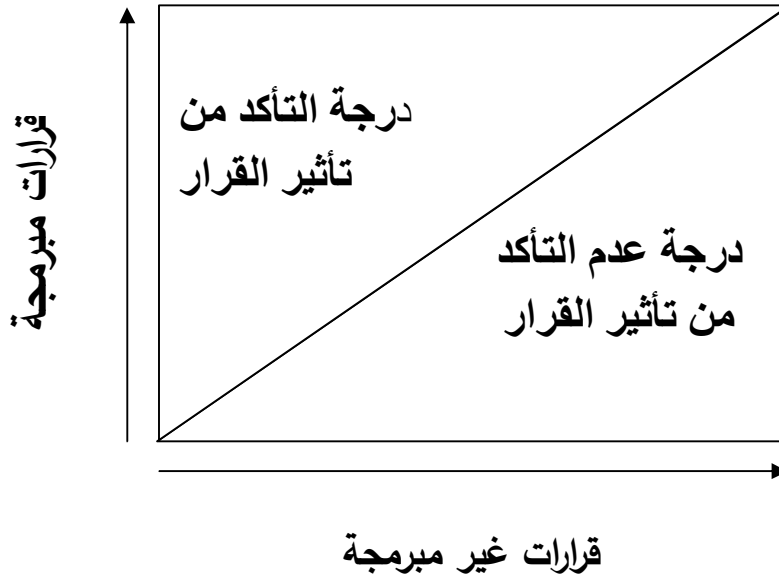 قرارات مبرمجة
درجة التأكد من
تأثير القرار
درجة عدم التأكد
من تأثير القرار
قرارات غير مبرمجة